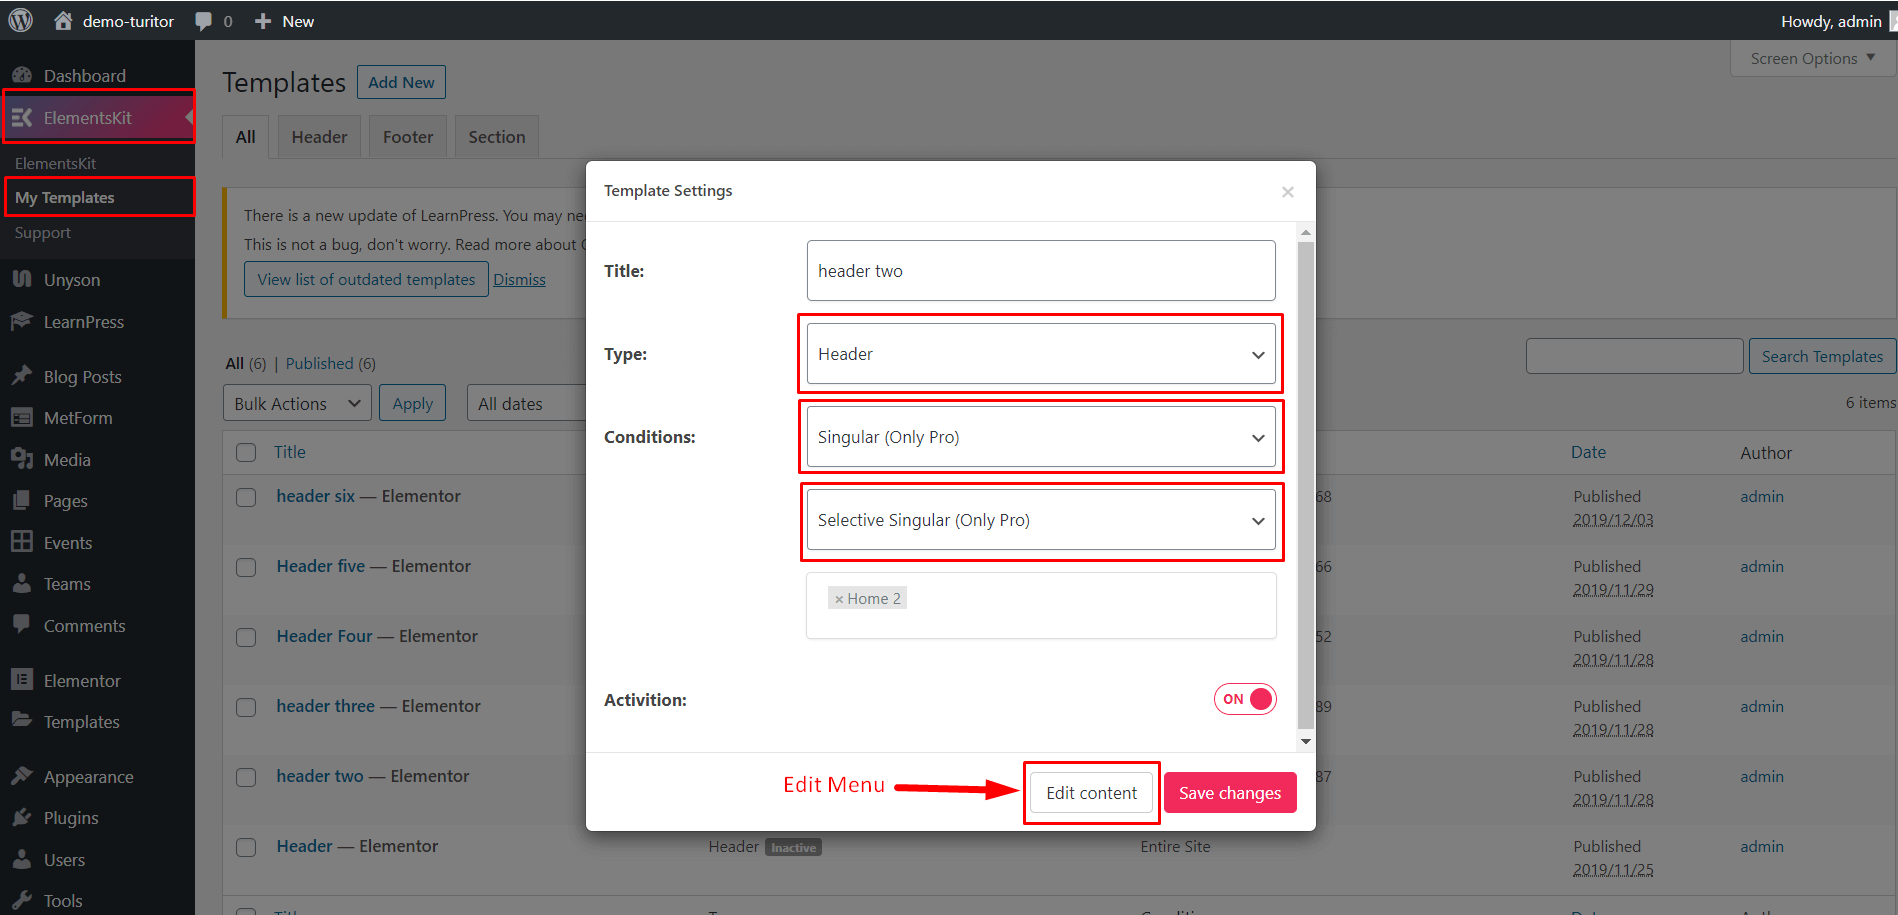 demo-turitor 0 New Howdy, admin
Dashboard
ElementsKit
ElementsKit
My Templates
Support
Unyson
LearnPress
Blog Posts
MetForm
Media
Pages
Events
Teams
Comments
Elementor
Templates
Appearance
Plugins
Users
Tools
Screen Options
Templates Add New
All Header Footer Section
There is a new update of LearnPress. You may
This is not a bug, don't worry. Read more about
View list of outdated templates Dismiss
All (6) | Published (6)
Search Templates
Bulk Actions Apply All dates
6 items
Title Date Author
header six — Elementor 68 Published admin
2019/12/03
Header five — Elementor 66 Published admin
2019/11/29
Header Four — Elementor 52 Published admin
2019/11/28
header three — Elementor 89 Published admin
2019/11/28
header two — Elementor 87 Published admin
2019/11/28
Header — Elementor Header Inactive Entire Site Published admin
2019/11/25
Template Settings ×
Title: header two
Type: Header
Conditions: Singular (Only Pro)
Selective Singular (Only Pro)
× Home 2
Activition: ON
Edit Menu Edit content Save changes